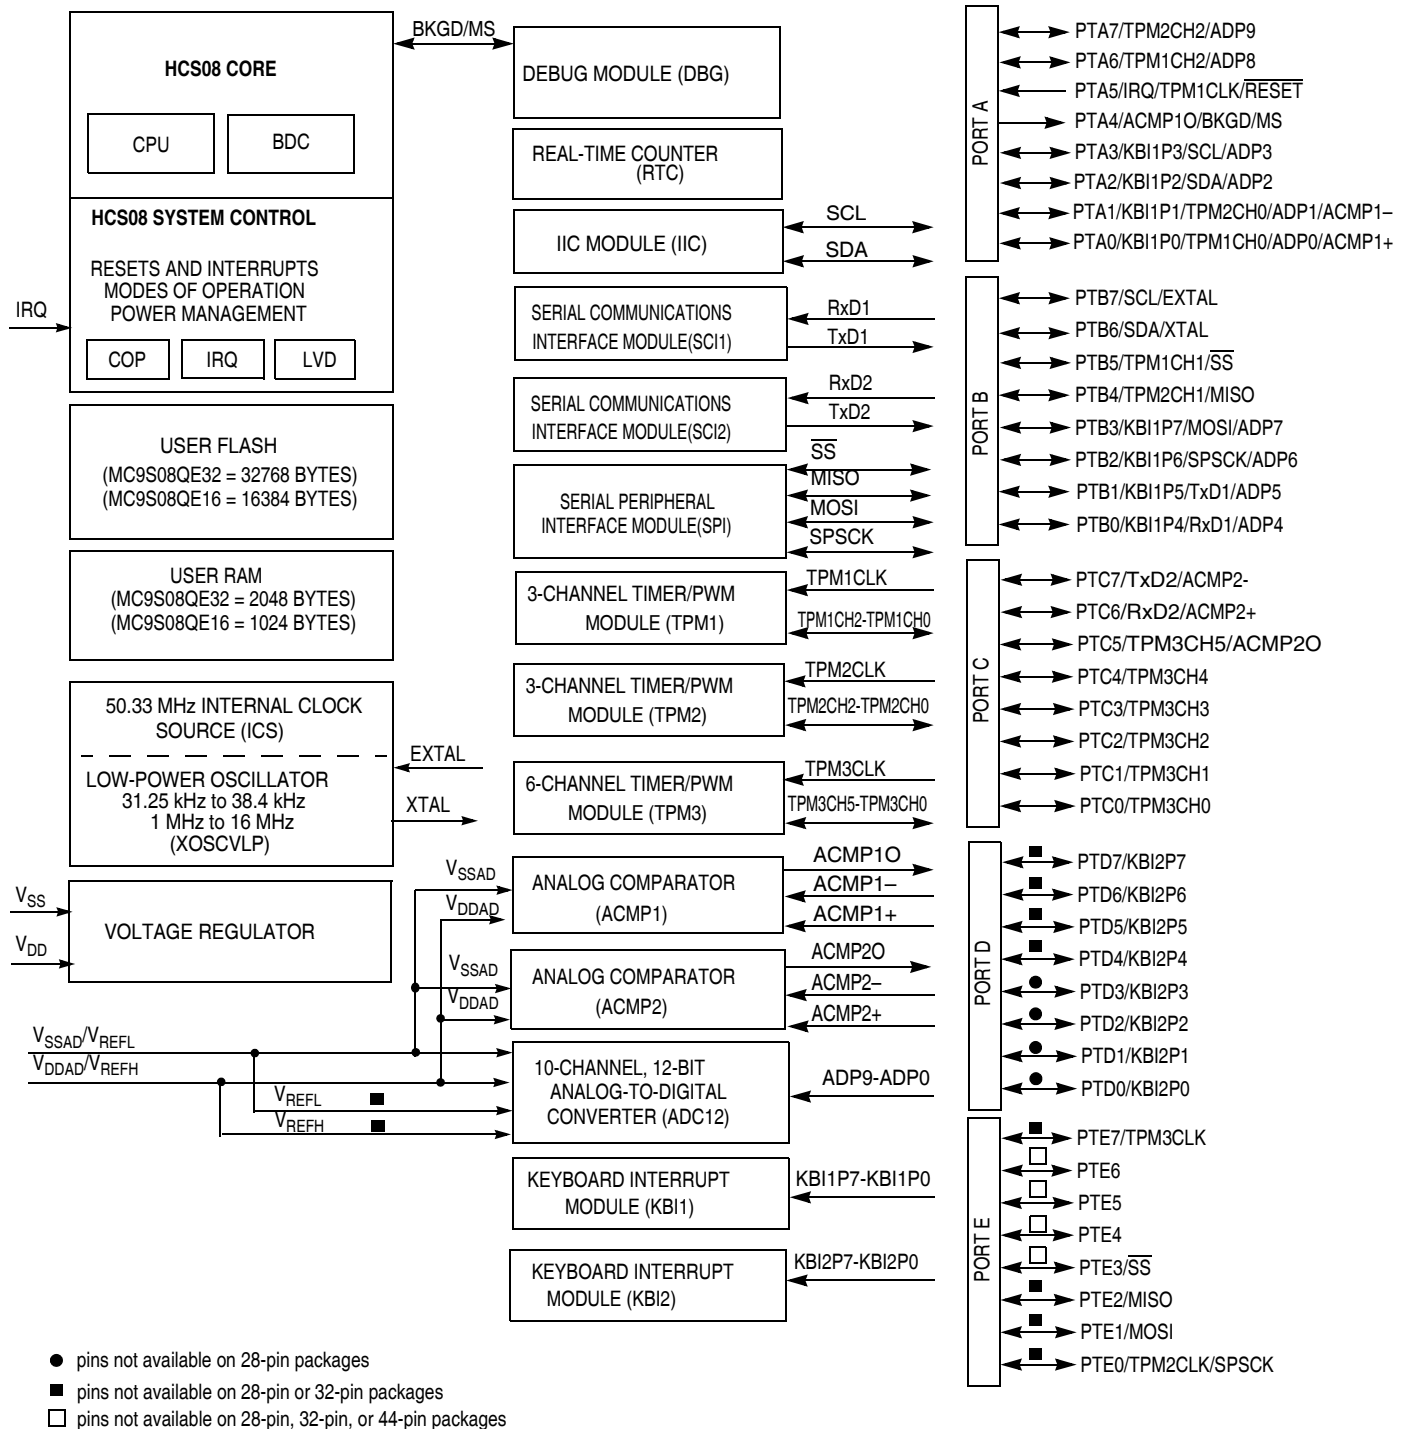 HCS08 CORE
CPU
BDC
HCS08 SYSTEM CONTROL
RESETS AND INTERRUPTS
MODES OF OPERATION
POWER MANAGEMENT
COP
IRQ
LVD
IRQ
USER FLASH
(MC9S08QE32 = 32768 BYTES)
(MC9S08QE16 = 16384 BYTES)
USER RAM
(MC9S08QE32 = 2048 BYTES)
(MC9S08QE16 = 1024 BYTES)
50.33 MHz INTERNAL CLOCK
SOURCE (ICS)
LOW-POWER OSCILLATOR
31.25 kHz to 38.4 kHz
1 MHz to 16 MHz
(XOSCVLP)
EXTAL
XTAL
VSS
VDD
VOLTAGE REGULATOR
VSSAD/VREFL
VDDAD/VREFH
VREFL
VREFH
VSSAD
VDDAD
VSSAD
VDDAD
BKGD/MS
DEBUG MODULE (DBG)
REAL-TIME COUNTER
(RTC)
IIC MODULE (IIC)
SCL
SDA
SERIAL COMMUNICATIONS
INTERFACE MODULE(SCI1)
RxD1
TxD1
SERIAL COMMUNICATIONS
INTERFACE MODULE(SCI2)
RxD2
TxD2
SERIAL PERIPHERAL
INTERFACE MODULE(SPI)
SS
MISO
MOSI
SPSCK
3-CHANNEL TIMER/PWM
MODULE (TPM1)
TPM1CLK
TPM1CH2-TPM1CH0
3-CHANNEL TIMER/PWM
MODULE (TPM2)
TPM2CLK
TPM2CH2-TPM2CH0
6-CHANNEL TIMER/PWM
MODULE (TPM3)
TPM3CLK
TPM3CH5-TPM3CH0
ANALOG COMPARATOR
(ACMP1)
ACMP1O
ACMP1–
ACMP1+
ANALOG COMPARATOR
(ACMP2)
ACMP2O
ACMP2–
ACMP2+
10-CHANNEL, 12-BIT
ANALOG-TO-DIGITAL
CONVERTER (ADC12)
ADP9-ADP0
KEYBOARD INTERRUPT
MODULE (KBI1)
KBI1P7-KBI1P0
KEYBOARD INTERRUPT
MODULE (KBI2)
KBI2P7-KBI2P0
PORT A
PTA7/TPM2CH2/ADP9
PTA6/TPM1CH2/ADP8
PTA5/IRQ/TPM1CLK/RESET
PTA4/ACMP1O/BKGD/MS
PTA3/KBI1P3/SCL/ADP3
PTA2/KBI1P2/SDA/ADP2
PTA1/KBI1P1/TPM2CH0/ADP1/ACMP1–
PTA0/KBI1P0/TPM1CH0/ADP0/ACMP1+
PORT B
PTB7/SCL/EXTAL
PTB6/SDA/XTAL
PTB5/TPM1CH1/SS
PTB4/TPM2CH1/MISO
PTB3/KBI1P7/MOSI/ADP7
PTB2/KBI1P6/SPSCK/ADP6
PTB1/KBI1P5/TxD1/ADP5
PTB0/KBI1P4/RxD1/ADP4
PORT C
PTC7/TxD2/ACMP2-
PTC6/RxD2/ACMP2+
PTC5/TPM3CH5/ACMP2O
PTC4/TPM3CH4
PTC3/TPM3CH3
PTC2/TPM3CH2
PTC1/TPM3CH1
PTC0/TPM3CH0
PORT D
PTD7/KBI2P7
PTD6/KBI2P6
PTD5/KBI2P5
PTD4/KBI2P4
PTD3/KBI2P3
PTD2/KBI2P2
PTD1/KBI2P1
PTD0/KBI2P0
PORT E
PTE7/TPM3CLK
PTE6
PTE5
PTE4
PTE3/SS
PTE2/MISO
PTE1/MOSI
PTE0/TPM2CLK/SPSCK
pins not available on 28-pin packages
pins not available on 28-pin or 32-pin packages
pins not available on 28-pin, 32-pin, or 44-pin packages